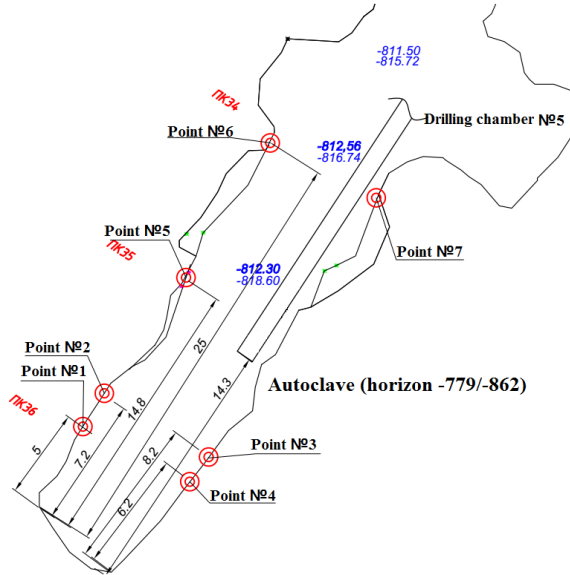 -811.50
-815.72
ПК34
Drilling chamber №5
Point №6
-812,56
-816.74
Point №5
ПК35
Point №7
-812.30
-818.60
Point №2
25
Point №1
14.3
Autoclave (horizon -779/-862)
ПК36
14.8
5
7.2
8.2
Point №3
6.2
Point №4